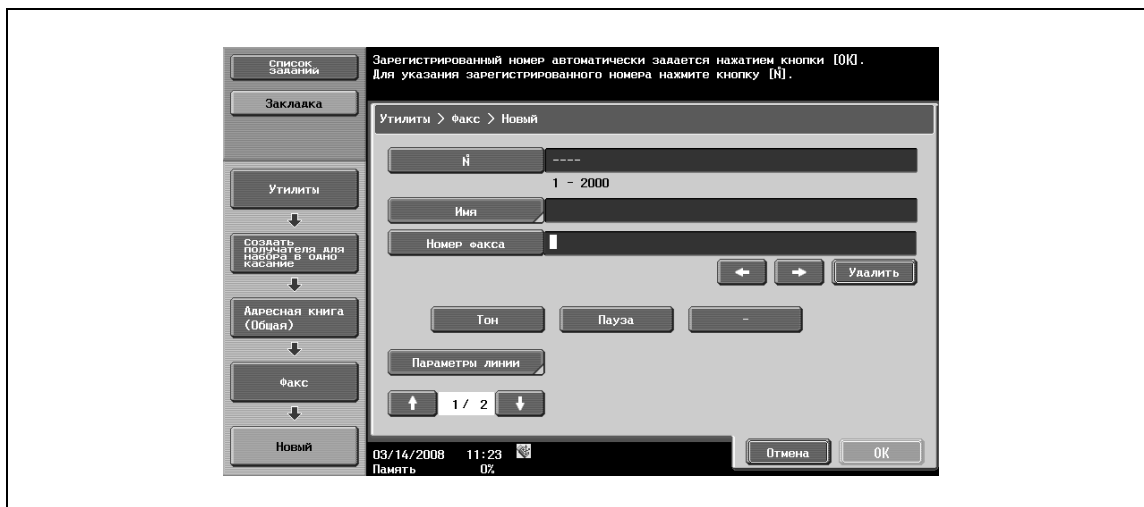 Список
заданий
Закладка
Утилиты
Создать
получателя для
набора в одно
касание
Адресная книга
(Общая)
Факс
Новый
Зарегистрированный номер автоматически задается нажатием кнопки [OK].
Для указания зарегистрированного номера нажмите кнопку [№].
Утилиты > Факс > Новый
№
----
1 - 2000
Имя
Номер факса
Удалить
Тон
Пауза
-
Параметры линии
1/ 2
03/14/2008 11:23
Память 0%
Отмена
OK